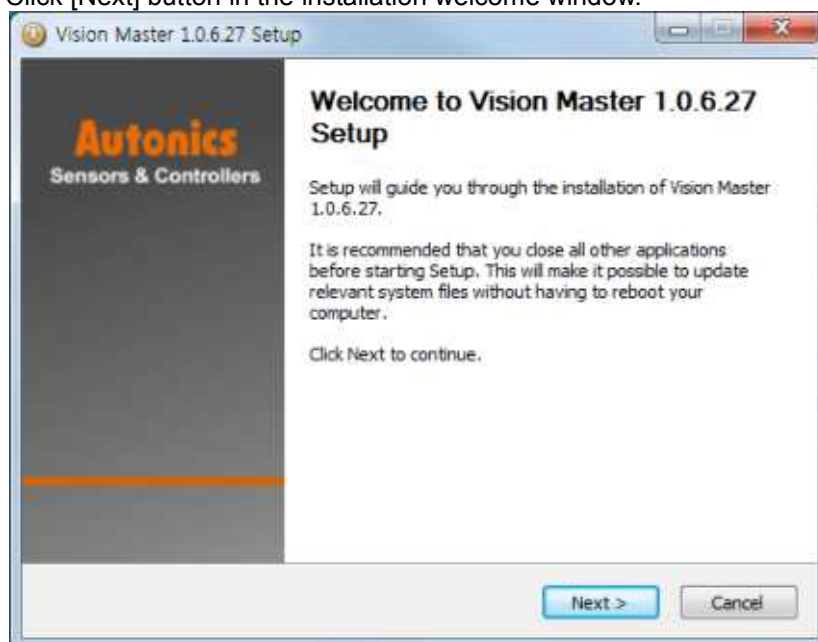 Click [Next] button in the installation welcome window.
Vision Master 1.0.6.27 Setup
Autonics
Sensors & Controllers
Welcome to Vision Master 1.0.6.27
Setup
Setup will guide you through the installation of Vision Master
1.0.6.27.
It is recommended that you close all other applications
before starting Setup. This will make it possible to update
relevant system files without having to reboot your
computer.
Click Next to continue.
Next >
Cancel